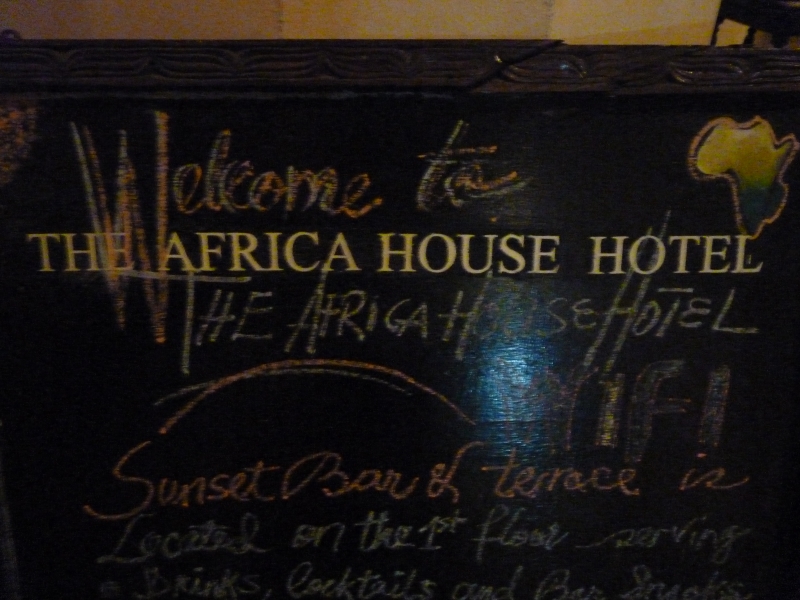 Welcome to
THE AFRICA HOUSE HOTEL
THE AFRICA HOUSE HOTEL
WIFI
Sunset Bar & terrace is
Located on the 1st floor serving
Drinks, Cocktails and Bar Snacks